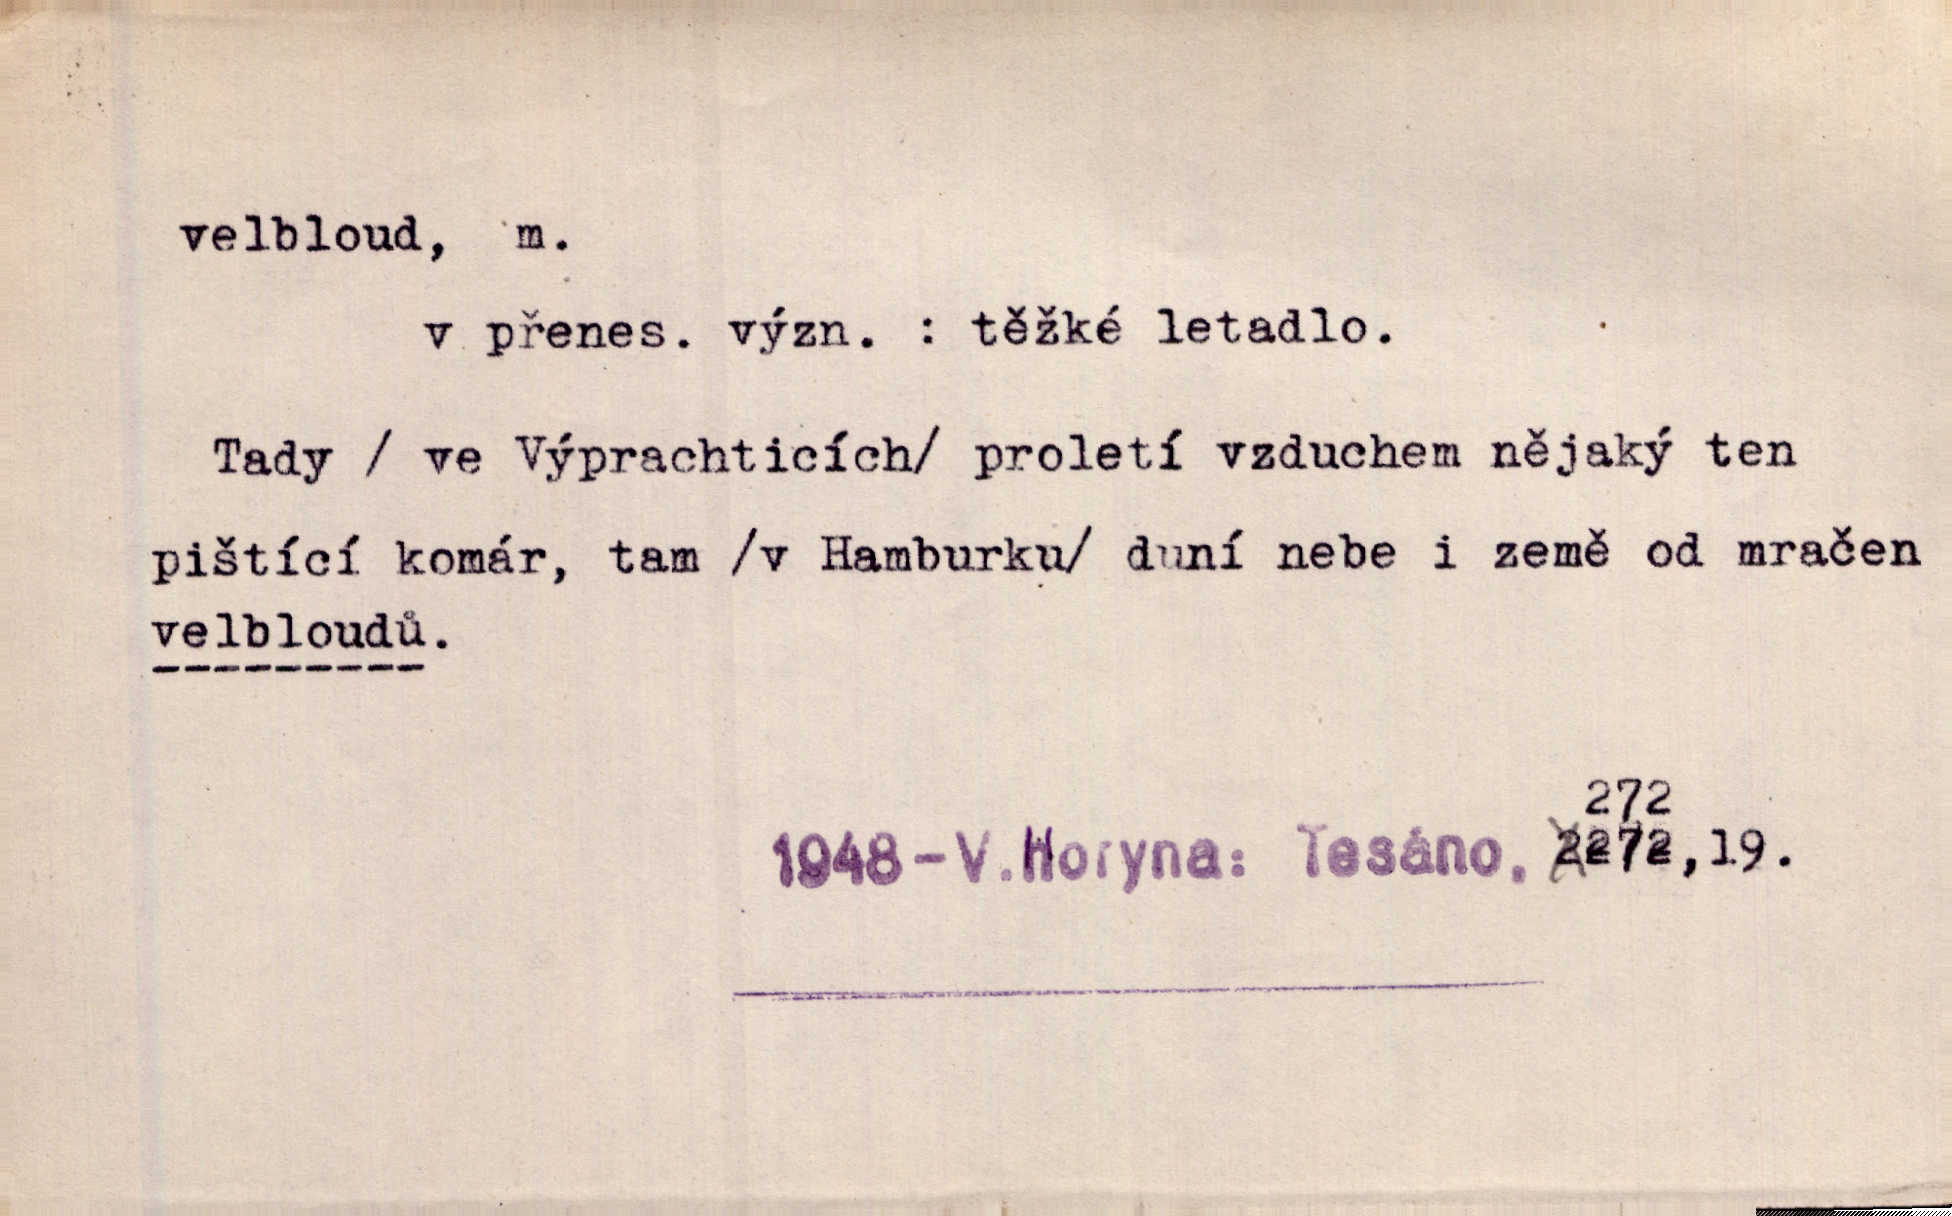 velbloud, m.
v přenes. význ. : těžké letadlo.
Tady / ve Výprachticích/ proletí vzduchem nějaký ten
pištící komár, tam /v Hamburku/ duní nebe i země od mračen
velbloudů.
272
1948 - V. Horyna: Tesáno. 2272,19.